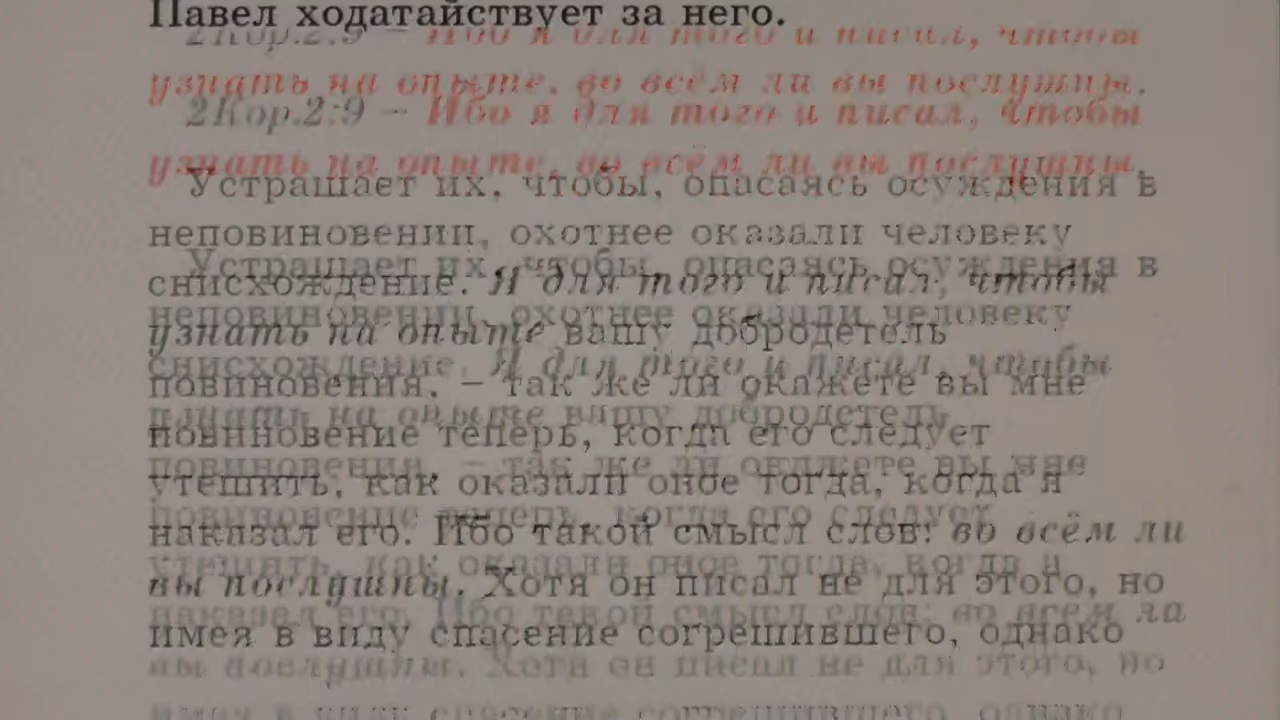 Павел ходатайствует за него.
2Кор.2:9 – Ибо я для того и писал, чтобы
узнать на опыте, во всём ли вы послушны.
Устрашает их, чтобы, опасаясь осуждения в
неповиновении, охотнее оказали человеку
снисхождение. Я для того и писал, чтобы
узнать на опыте вашу добродетель
повиновения, – так же ли окажете вы мне
повиновение теперь, когда его следует
утешить, как оказали оное тогда, когда я
наказал его. Ибо такой смысл слов: во всём ли
вы послушны. Хотя он писал не для этого, но
имея в виду спасение согрешившего, однако